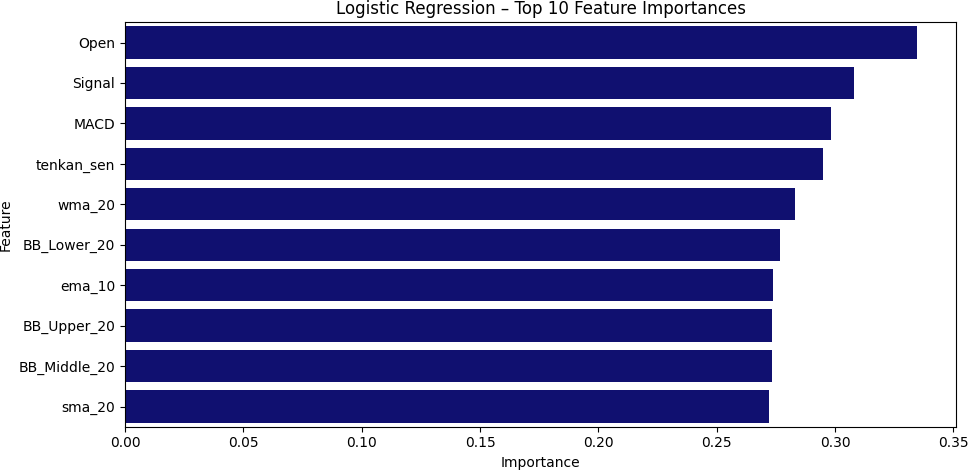 Logistic Regression – Top 10 Feature Importances
Feature
Open
Signal
MACD
tenkan_sen
wma_20
BB_Lower_20
ema_10
BB_Upper_20
BB_Middle_20
sma_20
0.00 0.05 0.10 0.15 0.20 0.25 0.30 0.35
Importance